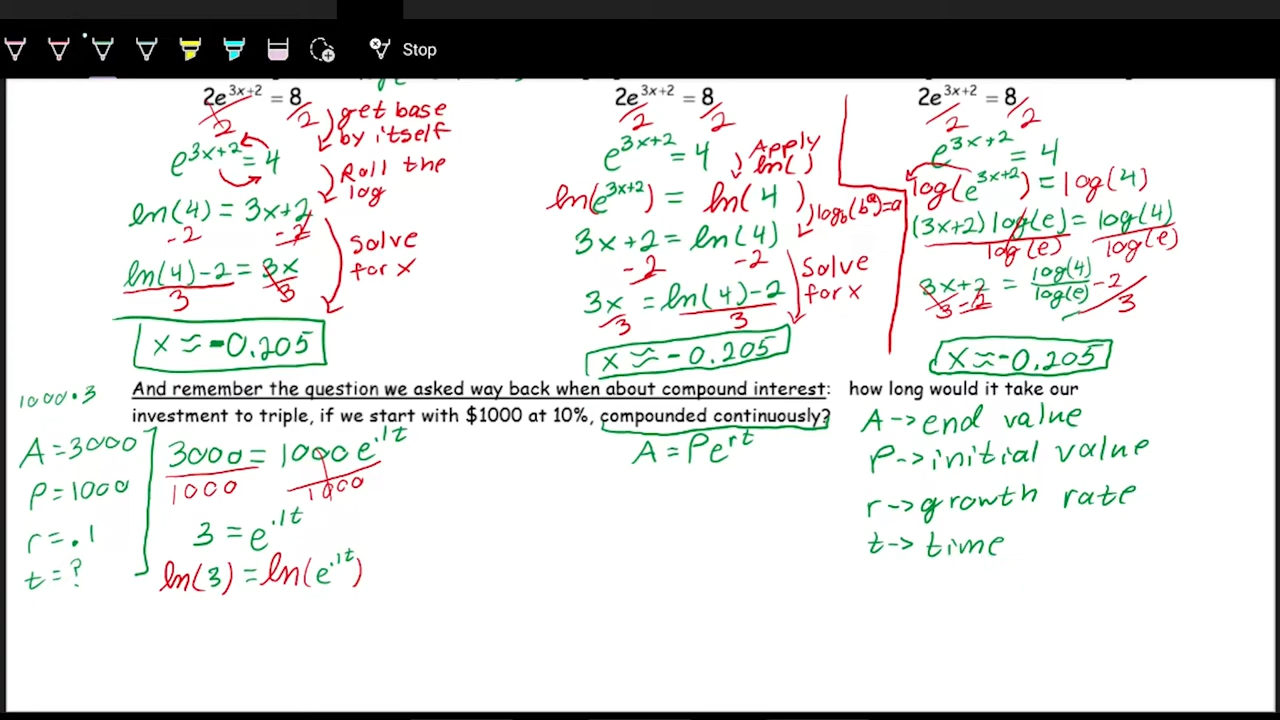 Stop
2e^{3x+2} = 8
/2 /2
get base
by itself
e^{3x+2} = 4
Roll the
log
ln(4) = 3x+2
-2 -2
Solve
for x
ln(4)-2 = 3x
3 3
x ≈ -0.205
2e^{3x+2} = 8
/2 /2
Apply
ln( )
e^{3x+2} = 4
ln(e^{3x+2}) = ln(4)
log_b(b^a)=a
3x+2 = ln(4)
-2 -2
Solve
for x
3x = ln(4)-2
/3 3
x ≈ -0.205
2e^{3x+2} = 8
/2 /2
e^{3x+2} = 4
log(e^{3x+2}) = log(4)
(3x+2) log(e) = log(4)
log(e) log(e)
3x+2 = log(4)/log(e) -2
3 -2 3
x ≈ -0.205
And remember the question we asked way back when about compound interest: how long would it take our
investment to triple, if we start with $1000 at 10%, compounded continuously?
1000·3
A=3000
P=1000
r=.1
t=?
3000 = 1000 e^{.1t}
1000 1000
3 = e^{.1t}
ln(3) = ln(e^{.1t})
A = Pe^{rt}
A -> end value
P -> initial value
r -> growth rate
t -> time